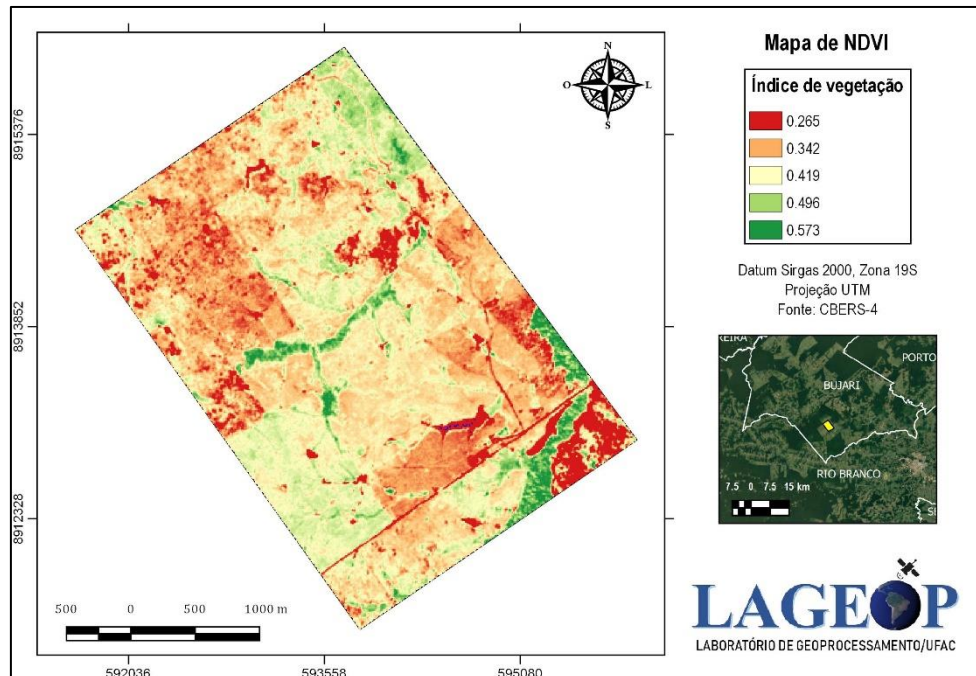 Mapa de NDVI
Índice de vegetação
0.265
0.342
0.419
0.496
0.573
Datum Sirgas 2000, Zona 19S
Projeção UTM
Fonte: CBERS-4
N
O
L
S
8915376
8913852
8912328
500 0 500 1000 m
592036 593558 595080
REIRA
PORTO
BUJARI
RIO BRANCO
7.5 0 7.5 15 km
LAGEOP
LABORATÓRIO DE GEOPROCESSAMENTO/UFAC